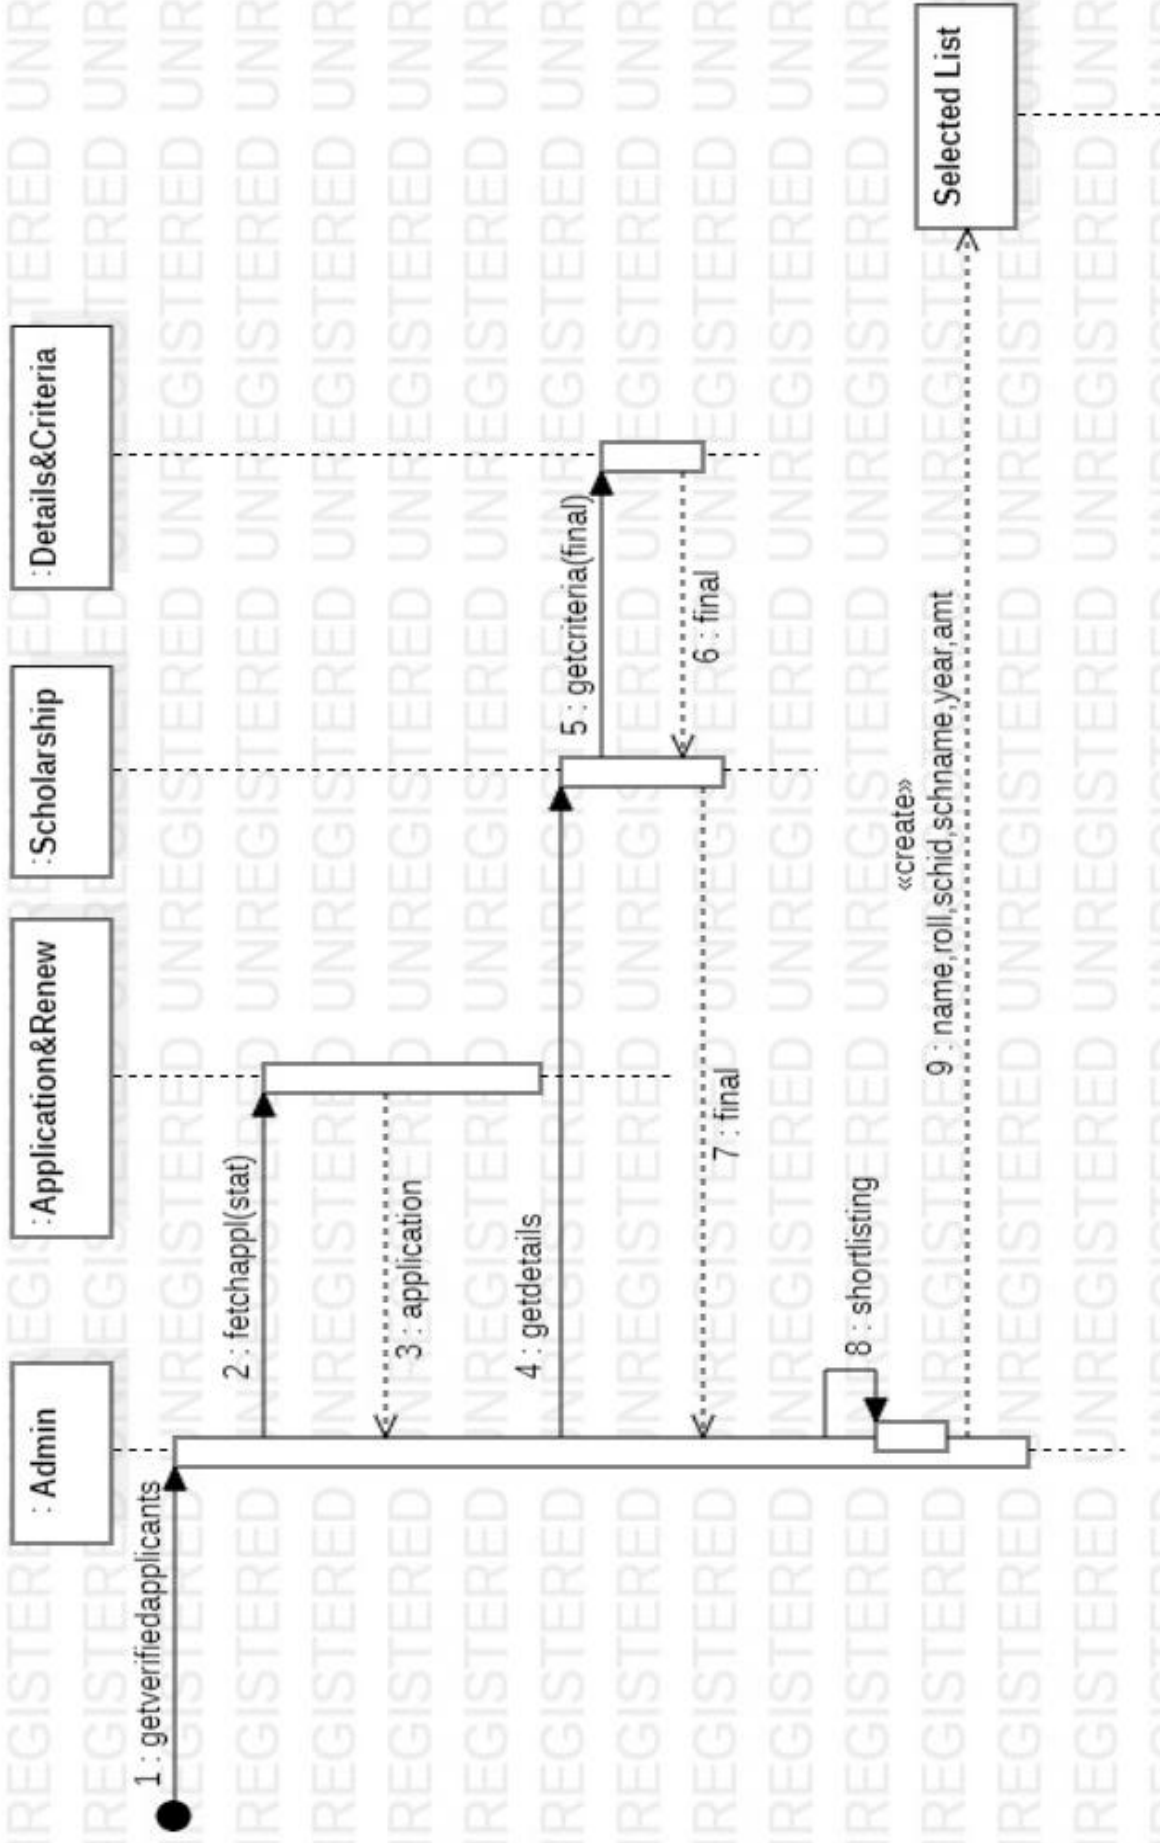 : Admin
:Application&Renew
:Scholarship
:Details&Criteria
1 : getverifiedapplicants
2 : fetchappl(stat)
3 : application
4 : getdetails
5 : getcriteria(final)
6 : final
7 : final
8 : shortlisting
«create»
9 : name,roll,schid,schname,year,amt
Selected List
UNREGISTERED